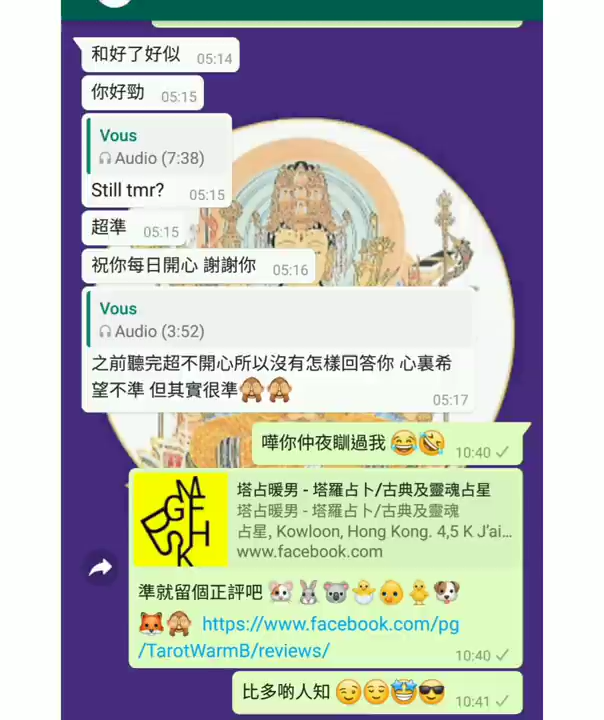 和好了好似 05:14
你好勁 05:15
Vous
Audio (7:38)
Still tmr? 05:15
超準 05:15
祝你每日開心 謝謝你 05:16
Vous
Audio (3:52)
之前聽完超不開心所以沒有怎樣回答你 心裏希
望不準 但其實很準🙈🙈 05:17
嘩你仲夜瞓過我 😂🤣 10:40
塔占暖男 - 塔羅占卜/古典及靈魂占星
塔占暖男 - 塔羅占卜/古典及靈魂
占星, Kowloon, Hong Kong. 4,5 K J’ai...
www.facebook.com
準就留個正評吧 🐹🐰🐨🐣🐤🐥🐶
🦊🙈 https://www.facebook.com/pg
/TarotWarmB/reviews/ 10:40
比多啲人知 😉😌🤩😎 10:41